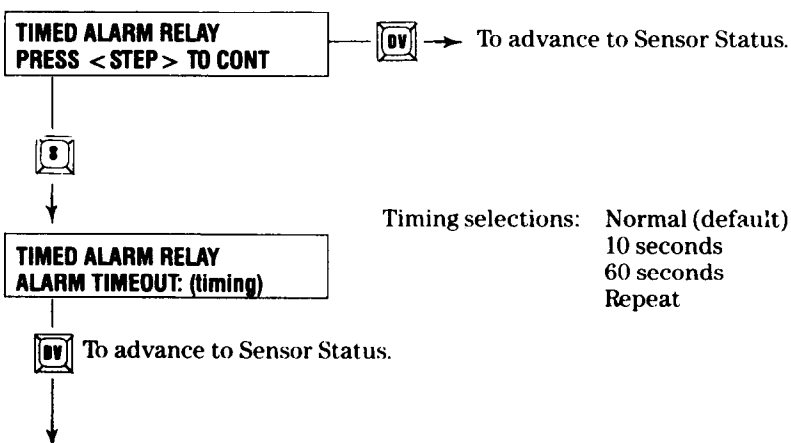 TIMED ALARM RELAY
PRESS < STEP > TO CONT
DV
To advance to Sensor Status.
S
Timing selections: Normal (default)
10 seconds
60 seconds
Repeat
TIMED ALARM RELAY
ALARM TIMEOUT: (timing)
DV
To advance to Sensor Status.